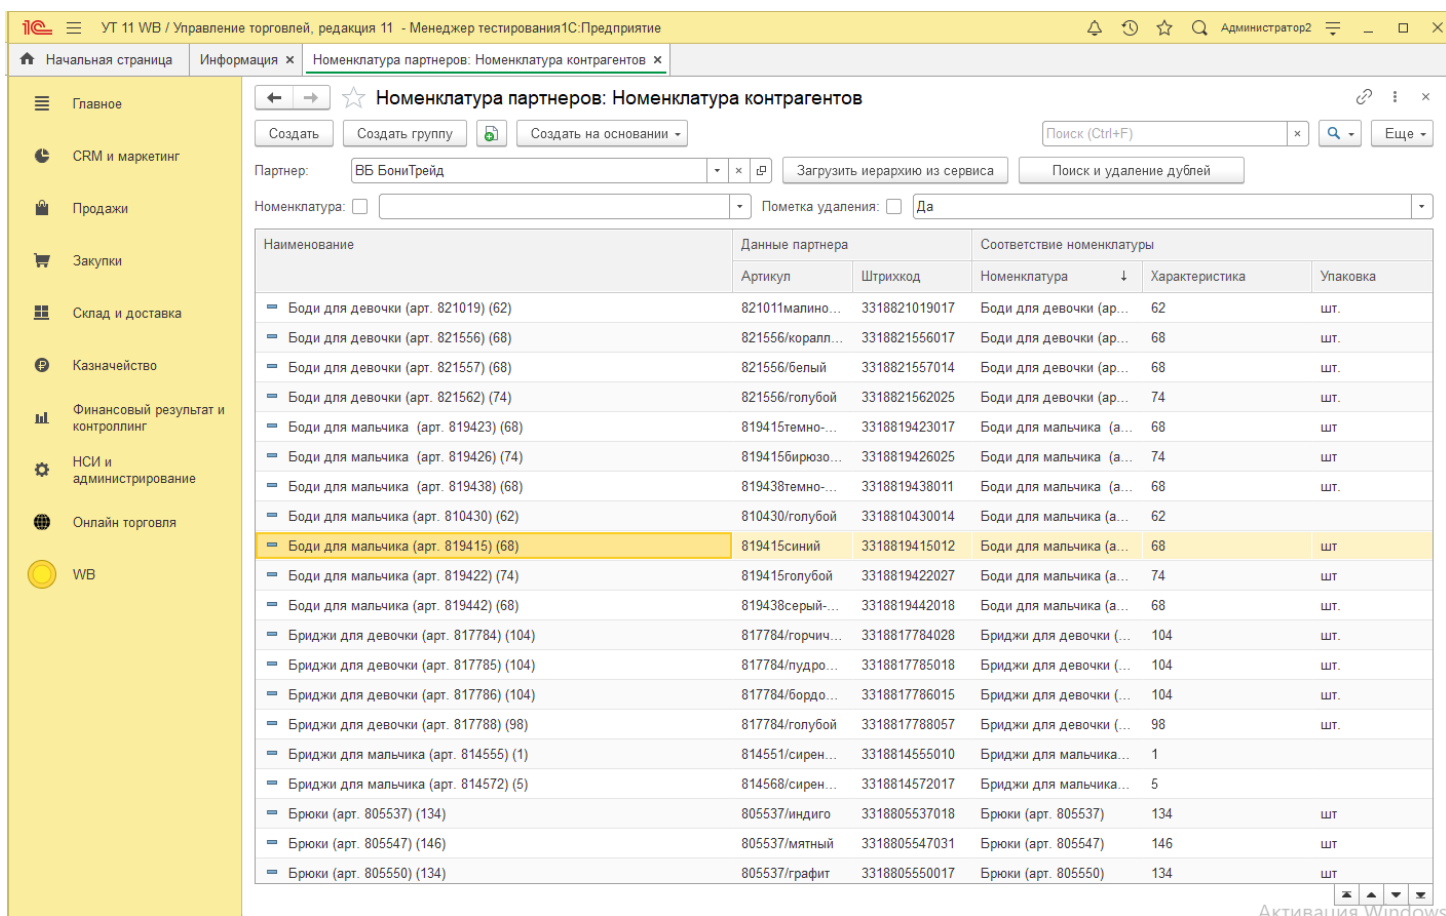 УТ 11 WB / Управление торговлей, редакция 11 - Менеджер тестирования1С:Предприятие
Администратор2
Начальная страница
Информация ×
Номенклатура партнеров: Номенклатура контрагентов ×
Главное
CRM и маркетинг
Продажи
Закупки
Склад и доставка
Казначейство
Финансовый результат и
контроллинг
НСИ и
администрирование
Онлайн торговля
WB
Номенклатура партнеров: Номенклатура контрагентов
Создать Создать группу Создать на основании Поиск (Ctrl+F) × Еще
Партнер: ВБ БониТрейд × Загрузить иерархию из сервиса Поиск и удаление дублей
Номенклатура: Пометка удаления: Да
Наименование Данные партнера Соответствие номенклатуры
Артикул Штрихкод Номенклатура ↓ Характеристика Упаковка
Боди для девочки (арт. 821019) (62) 821011малино... 3318821019017 Боди для девочки (ар... 62 шт.
Боди для девочки (арт. 821556) (68) 821556/коралл... 3318821556017 Боди для девочки (ар... 68 шт.
Боди для девочки (арт. 821557) (68) 821556/белый 3318821557014 Боди для девочки (ар... 68 шт.
Боди для девочки (арт. 821562) (74) 821556/голубой 3318821562025 Боди для девочки (ар... 74 шт.
Боди для мальчика (арт. 819423) (68) 819415темно-... 3318819423017 Боди для мальчика (а... 68 шт
Боди для мальчика (арт. 819426) (74) 819415бирюзо... 3318819426025 Боди для мальчика (а... 74 шт
Боди для мальчика (арт. 819438) (68) 819438темно-... 3318819438011 Боди для мальчика (а... 68 шт.
Боди для мальчика (арт. 810430) (62) 810430/голубой 3318810430014 Боди для мальчика (а... 62
Боди для мальчика (арт. 819415) (68) 819415синий 3318819415012 Боди для мальчика (а... 68 шт
Боди для мальчика (арт. 819422) (74) 819415голубой 3318819422027 Боди для мальчика (а... 74 шт
Боди для мальчика (арт. 819442) (68) 819438серый-... 3318819442018 Боди для мальчика (а... 68 шт.
Бриджи для девочки (арт. 817784) (104) 817784/горчич... 3318817784028 Бриджи для девочки (... 104 шт.
Бриджи для девочки (арт. 817785) (104) 817784/пудро... 3318817785018 Бриджи для девочки (... 104 шт.
Бриджи для девочки (арт. 817786) (104) 817784/бордо... 3318817786015 Бриджи для девочки (... 104 шт.
Бриджи для девочки (арт. 817788) (98) 817784/голубой 3318817788057 Бриджи для девочки (... 98 шт.
Бриджи для мальчика (арт. 814555) (1) 814551/сирен... 3318814555010 Бриджи для мальчика... 1
Бриджи для мальчика (арт. 814572) (5) 814568/сирен... 3318814572017 Бриджи для мальчика... 5
Брюки (арт. 805537) (134) 805537/индиго 3318805537018 Брюки (арт. 805537) 134 шт
Брюки (арт. 805547) (146) 805537/мятный 3318805547031 Брюки (арт. 805547) 146 шт
Брюки (арт. 805550) (134) 805537/графит 3318805550017 Брюки (арт. 805550) 134 шт
Активация Windows